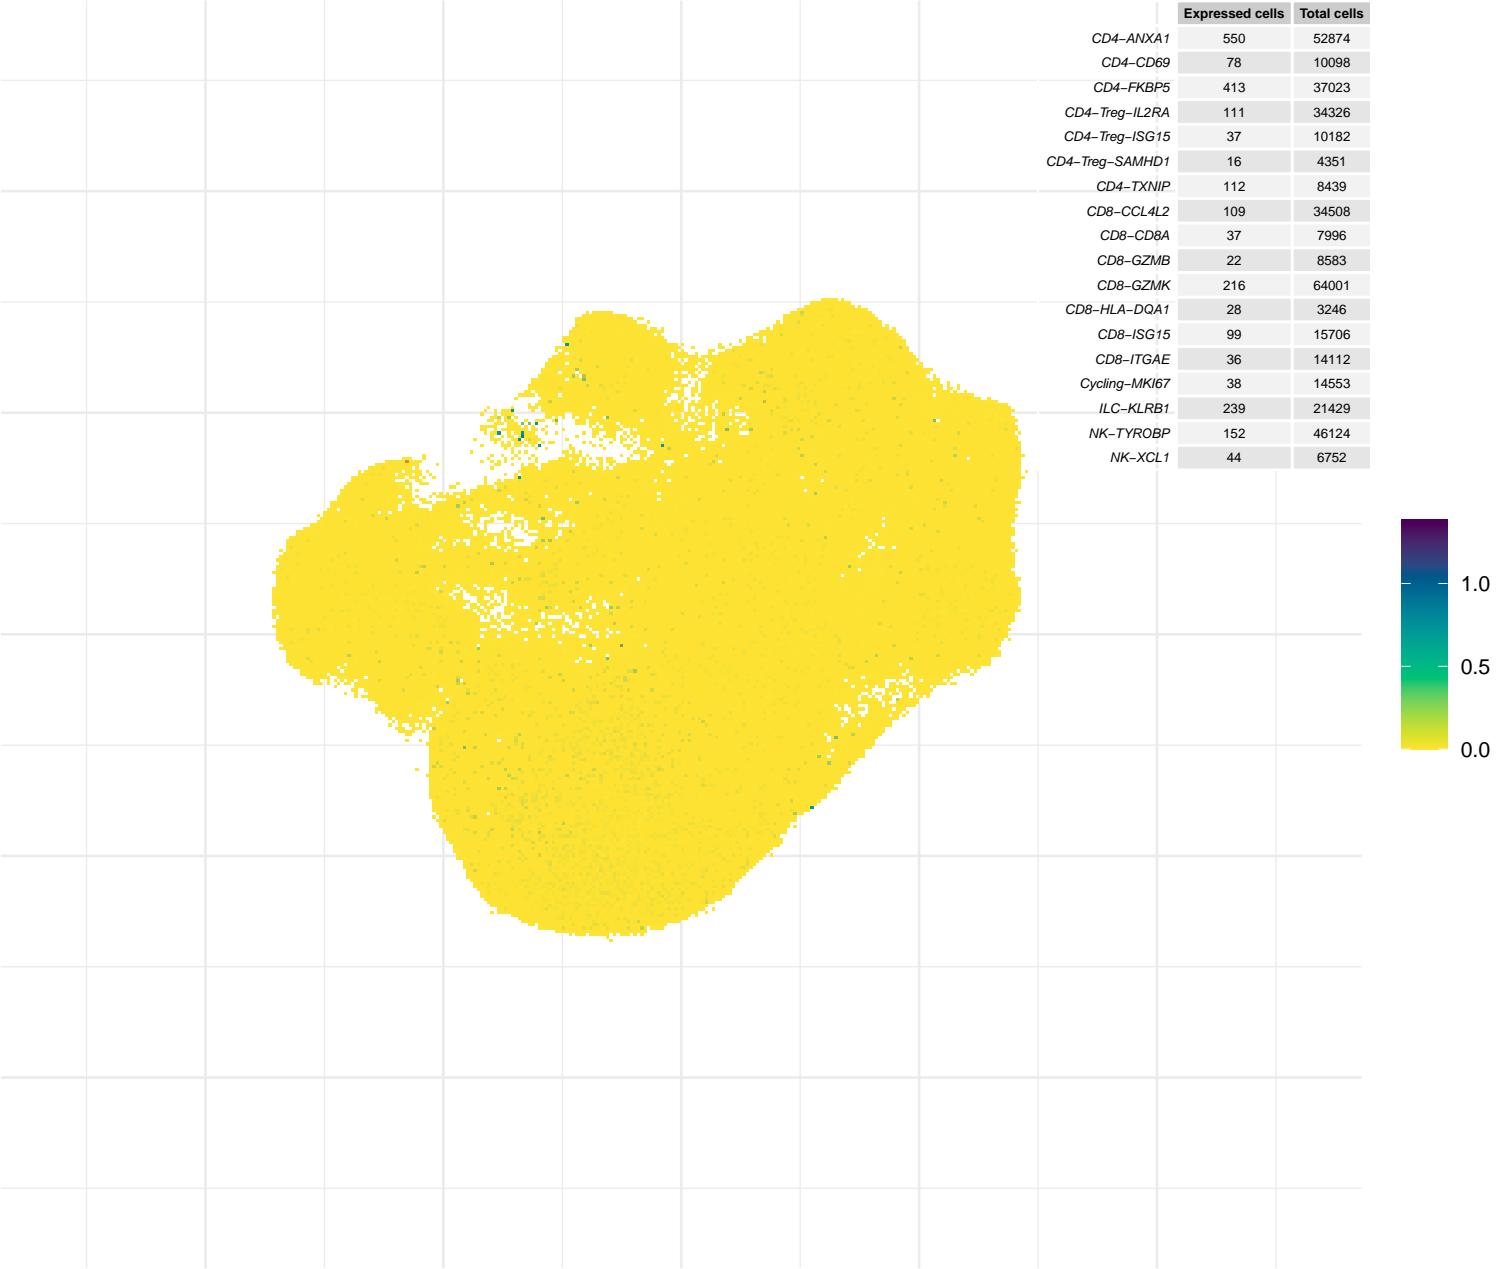 Expressed cells Total cells
CD4−ANXA1 550 52874
CD4−CD69 78 10098
CD4−FKBP5 413 37023
CD4−Treg−IL2RA 111 34326
CD4−Treg−ISG15 37 10182
CD4−Treg−SAMHD1 16 4351
CD4−TXNIP 112 8439
CD8−CCL4L2 109 34508
CD8−CD8A 37 7996
CD8−GZMB 22 8583
CD8−GZMK 216 64001
CD8−HLA−DQA1 28 3246
CD8−ISG15 99 15706
CD8−ITGAE 36 14112
Cycling−MKI67 38 14553
ILC−KLRB1 239 21429
NK−TYROBP 152 46124
NK−XCL1 44 6752
1.0
0.5
0.0